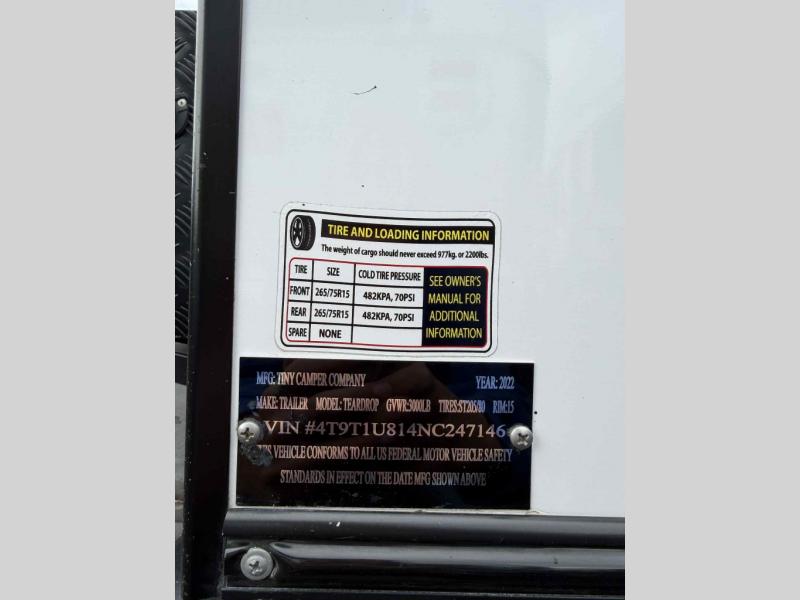 TIRE AND LOADING INFORMATION
The weight of cargo should never exceed 977kg. or 2200lbs.
TIRE SIZE COLD TIRE PRESSURE
FRONT 265/75R15 482KPA, 70PSI
REAR 265/75R15 482KPA, 70PSI
SPARE NONE
SEE OWNER'S
MANUAL FOR
ADDITIONAL
INFORMATION
MFG: TINY CAMPER COMPANY YEAR: 2022
MAKE: TRAILER MODEL: TEARDROP GVWR:3000LB TIRES:ST205/80 RIM:15
VIN #4T9T1U814NC247146
THIS VEHICLE CONFORMS TO ALL US FEDERAL MOTOR VEHICLE SAFETY
STANDARDS IN EFFECT ON THE DATE MFG SHOWN ABOVE